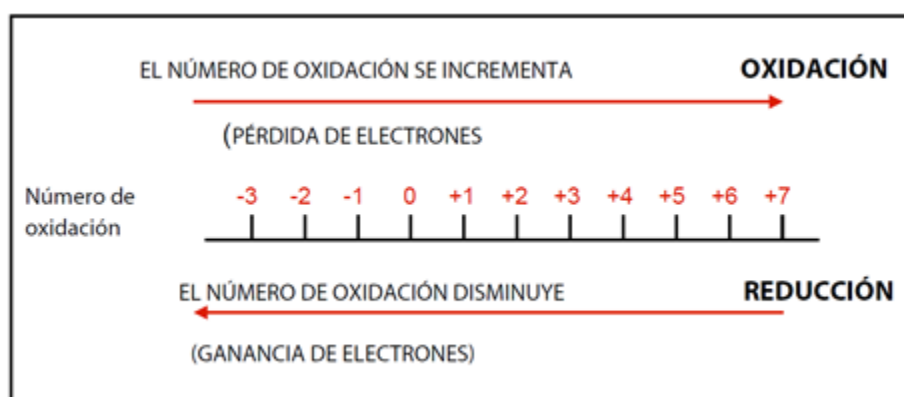 EL NÚMERO DE OXIDACIÓN SE INCREMENTA OXIDACIÓN
(PÉRDIDA DE ELECTRONES
Número de oxidación -3 -2 -1 0 +1 +2 +3 +4 +5 +6 +7
EL NÚMERO DE OXIDACIÓN DISMINUYE REDUCCIÓN
(GANANCIA DE ELECTRONES)